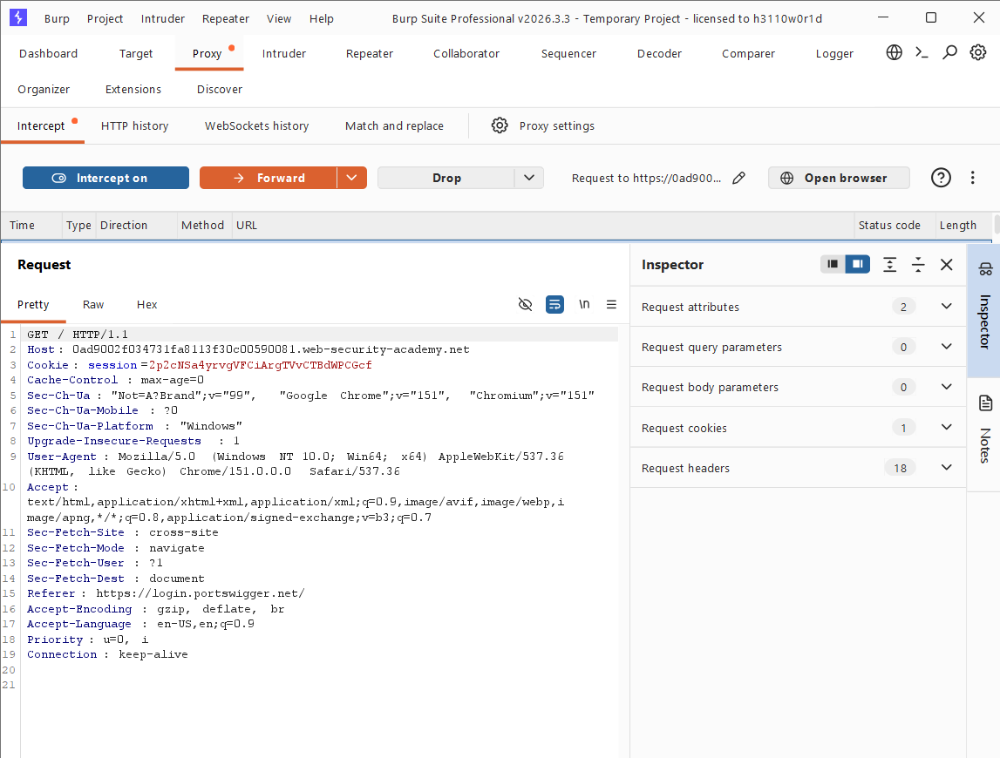 Burp Project Intruder Repeater View Help Burp Suite Professional v2026.3.3 - Temporary Project - licensed to h3110w0r1d
Dashboard Target Proxy Intruder Repeater Collaborator Sequencer Decoder Comparer Logger
Organizer Extensions Discover
Intercept HTTP history WebSockets history Match and replace Proxy settings
Intercept on Forward Drop Request to https://0ad900... Open browser
Time Type Direction Method URL Status code Length
Request
Pretty Raw Hex \n
1 GET / HTTP/1.1
2 Host: 0ad9002f034731fa8113f30c00590081.web-security-academy.net
3 Cookie: session=2p2cNSa4yrvgVFCiArgTVvCTBdWPCGcf
4 Cache-Control : max-age=0
5 Sec-Ch-Ua : "Not=A?Brand";v="99", "Google Chrome";v="151", "Chromium";v="151"
6 Sec-Ch-Ua-Mobile : ?0
7 Sec-Ch-Ua-Platform : "Windows"
8 Upgrade-Insecure-Requests : 1
9 User-Agent : Mozilla/5.0 (Windows NT 10.0; Win64; x64) AppleWebKit/537.36
(KHTML, like Gecko) Chrome/151.0.0.0 Safari/537.36
10 Accept :
text/html,application/xhtml+xml,application/xml;q=0.9,image/avif,image/webp,i
mage/apng,*/*;q=0.8,application/signed-exchange;v=b3;q=0.7
11 Sec-Fetch-Site : cross-site
12 Sec-Fetch-Mode : navigate
13 Sec-Fetch-User : ?1
14 Sec-Fetch-Dest : document
15 Referer : https://login.portswigger.net/
16 Accept-Encoding : gzip, deflate, br
17 Accept-Language : en-US,en;q=0.9
18 Priority : u=0, i
19 Connection : keep-alive
20
21
Inspector
Request attributes 2
Request query parameters 0
Request body parameters 0
Request cookies 1
Request headers 18
Inspector
Notes